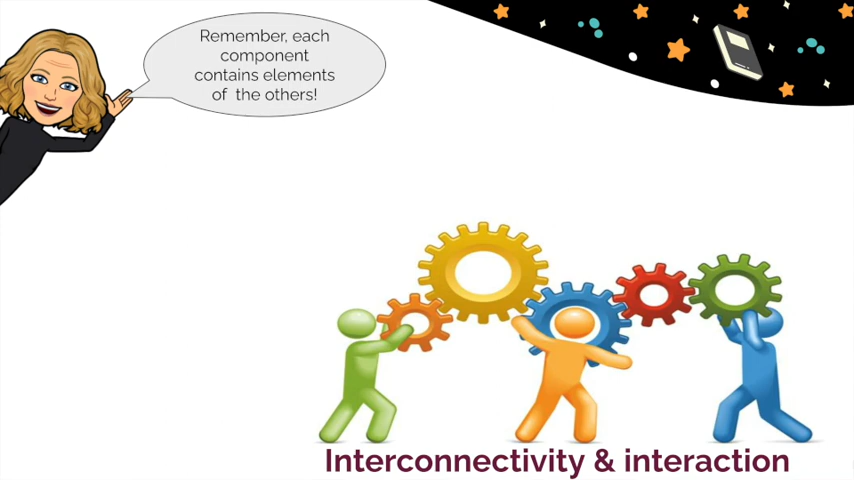 Remember, each
component
contains elements
of the others!
Interconnectivity & interaction